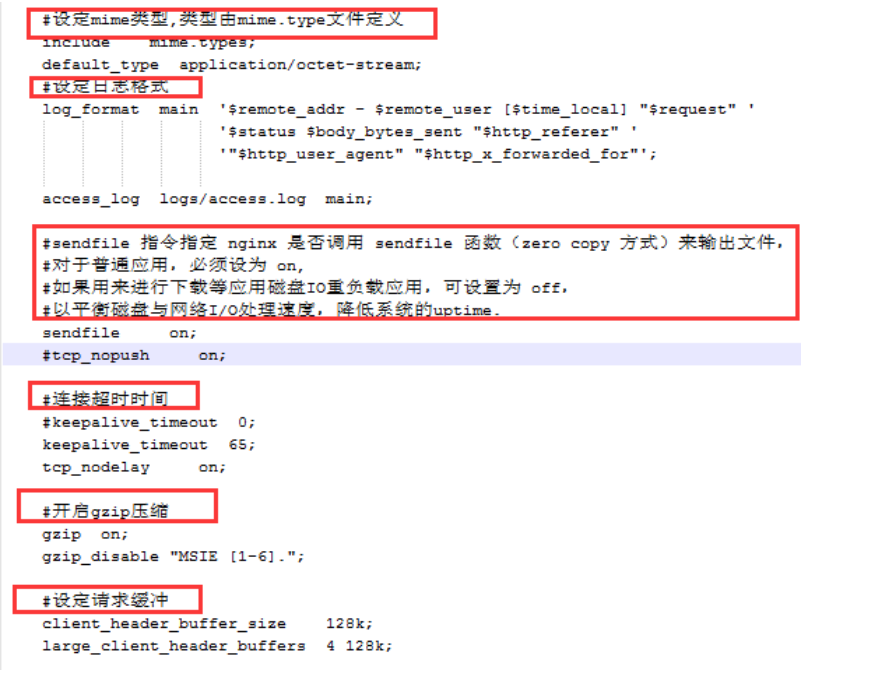 #设定mime类型,类型由mime.type文件定义
include    mime.types;
default_type  application/octet-stream;
#设定日志格式
log_format  main  '$remote_addr - $remote_user [$time_local] "$request" '
'$status $body_bytes_sent "$http_referer" '
'"$http_user_agent" "$http_x_forwarded_for"';
access_log  logs/access.log  main;
#sendfile 指令指定 nginx 是否调用 sendfile 函数（zero copy 方式）来输出文件，
#对于普通应用，必须设为 on,
#如果用来进行下载等应用磁盘IO重负载应用，可设置为 off，
#以平衡磁盘与网络I/O处理速度，降低系统的uptime.
sendfile     on;
#tcp_nopush     on;
#连接超时时间
#keepalive_timeout  0;
keepalive_timeout  65;
tcp_nodelay     on;
#开启gzip压缩
gzip  on;
gzip_disable "MSIE [1-6].";
#设定请求缓冲
client_header_buffer_size    128k;
large_client_header_buffers  4 128k;